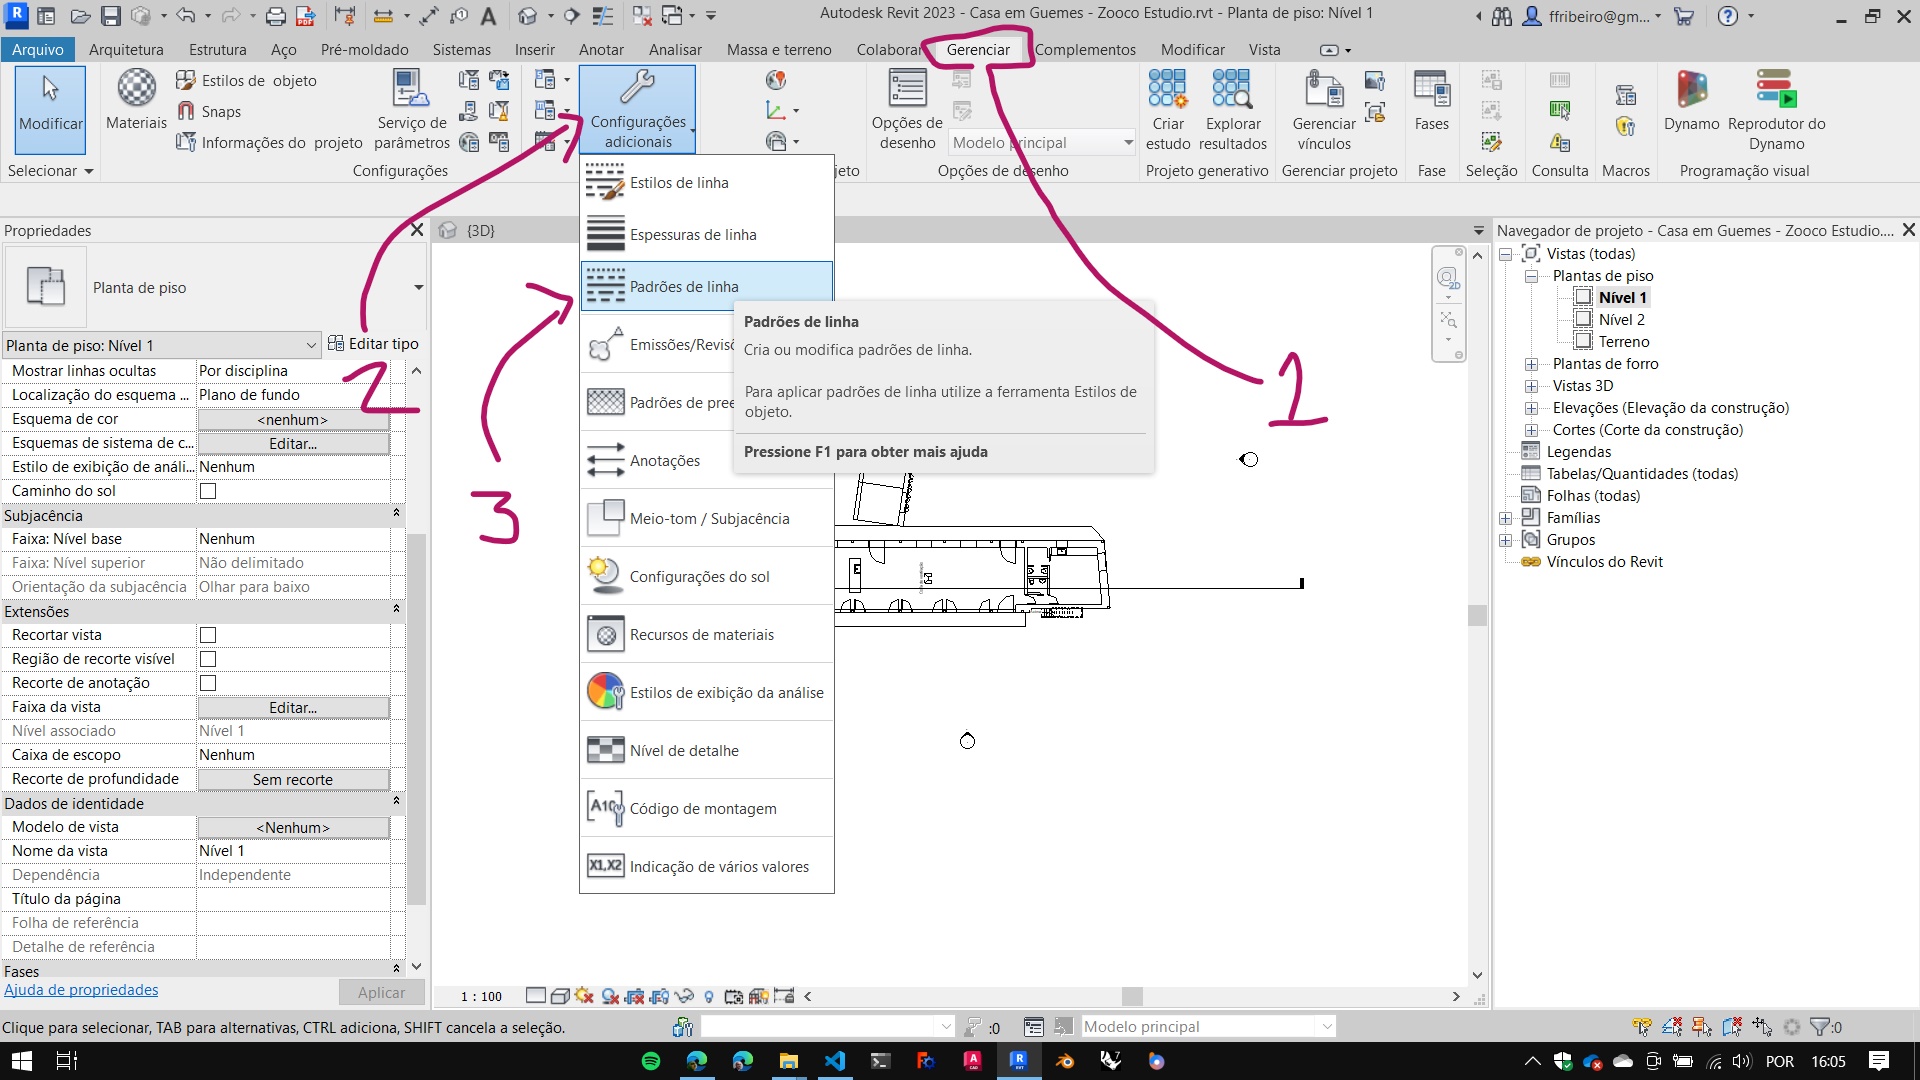 Autodesk Revit 2023 - Casa em Guemes - Zooco Estudio.rvt - Planta de piso: Nível 1
ffribeiro@gm...
Arquivo Arquitetura Estrutura Aço Pré-moldado Sistemas Inserir Anotar Analisar Massa e terreno Colaborar Gerenciar Complementos Modificar Vista
Modificar
Materiais
Estilos de objeto
Snaps
Informações do projeto
Serviço de parâmetros
Configurações adicionais
Opções de desenho
Modelo principal
Criar estudo
Explorar resultados
Gerenciar vínculos
Fases
Dynamo
Reprodutor do Dynamo
Selecionar
Configurações
Opções de desenho
Projeto generativo
Gerenciar projeto
Fase
Seleção
Consulta
Macros
Programação visual
Propriedades
Planta de piso
Planta de piso: Nível 1
Editar tipo
Mostrar linhas ocultas Por disciplina
Localização do esquema ... Plano de fundo
Esquema de cor <nenhum>
Esquemas de sistema de c... Editar...
Estilo de exibição de análi... Nenhum
Caminho do sol
Subjacência
Faixa: Nível base Nenhum
Faixa: Nível superior Não delimitado
Orientação da subjacência Olhar para baixo
Extensões
Recortar vista
Região de recorte visível
Recorte de anotação
Faixa da vista Editar...
Nível associado Nível 1
Caixa de escopo Nenhum
Recorte de profundidade Sem recorte
Dados de identidade
Modelo de vista <Nenhum>
Nome da vista Nível 1
Dependência Independente
Título da página
Folha de referência
Detalhe de referência
Fases
Ajuda de propriedades
Aplicar
{3D}
Estilos de linha
Espessuras de linha
Padrões de linha
Emissões/Revisõ
Padrões de pree
Anotações
Meio-tom / Subjacência
Configurações do sol
Recursos de materiais
Estilos de exibição da análise
Nível de detalhe
Código de montagem
X1,X2 Indicação de vários valores
Padrões de linha
Cria ou modifica padrões de linha.
Para aplicar padrões de linha utilize a ferramenta Estilos de
objeto.
Pressione F1 para obter mais ajuda
1
2
3
2D
Navegador de projeto - Casa em Guemes - Zooco Estudio....
Vistas (todas)
Plantas de piso
Nível 1
Nível 2
Terreno
Plantas de forro
Vistas 3D
Elevações (Elevação da construção)
Cortes (Corte da construção)
Legendas
Tabelas/Quantidades (todas)
Folhas (todas)
Famílias
Grupos
Vínculos do Revit
1 : 100
Clique para selecionar, TAB para alternativas, CTRL adiciona, SHIFT cancela a seleção.
:0
Modelo principal
:0
POR 16:05